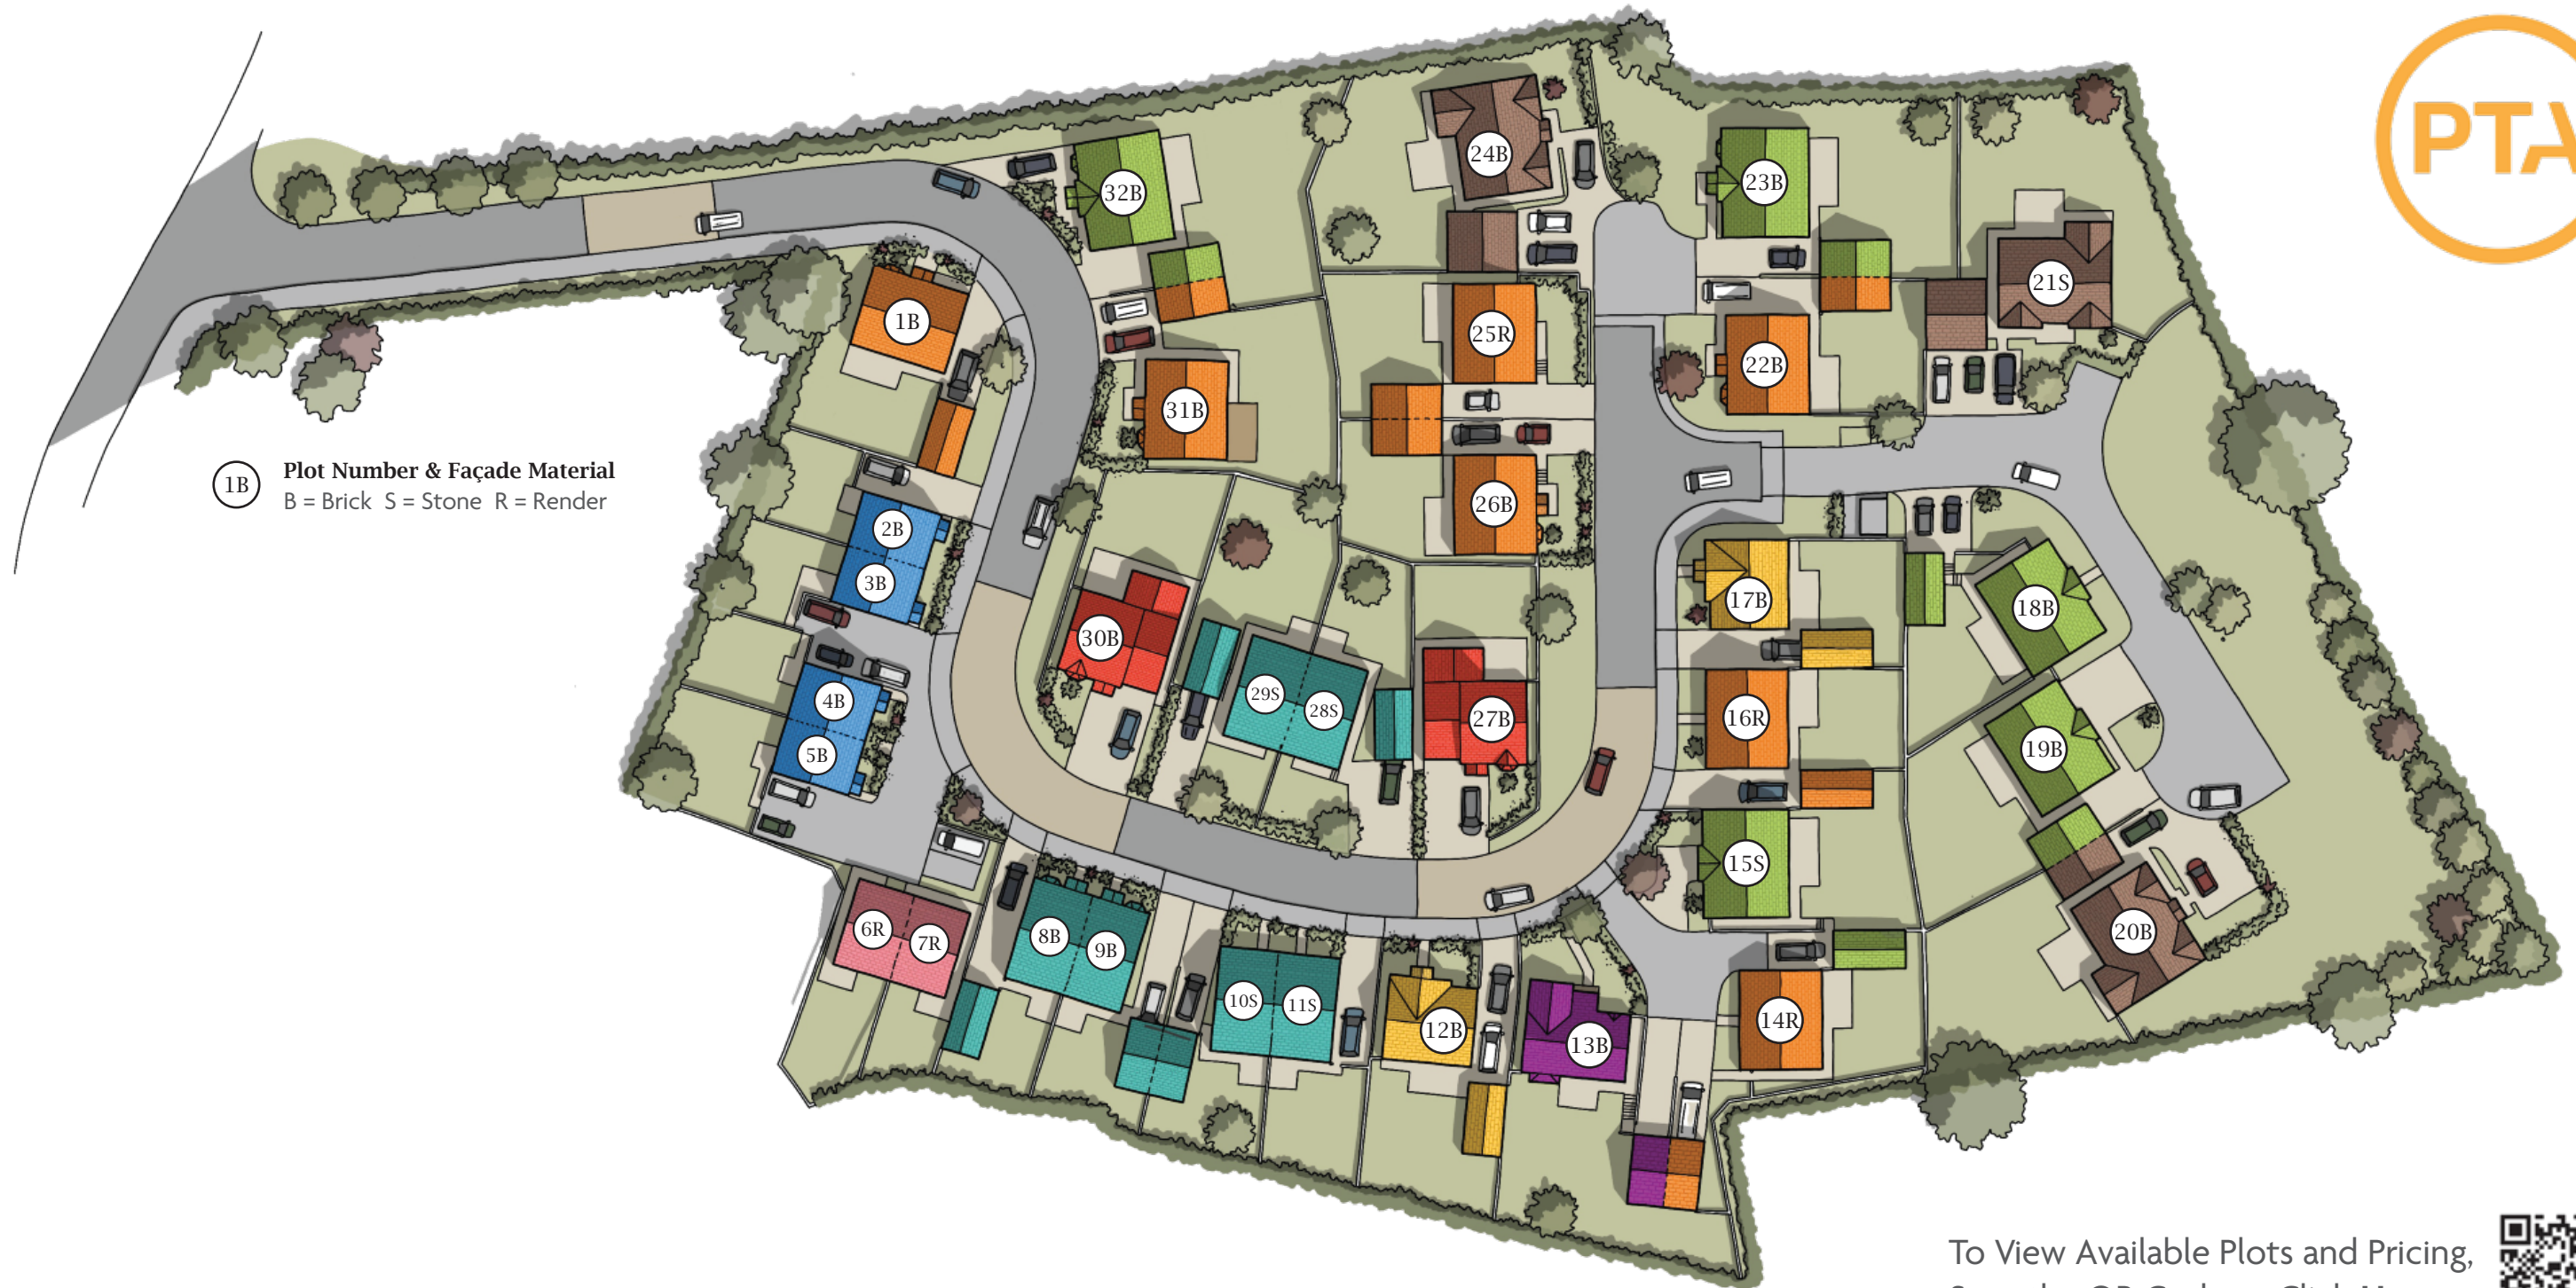 PTA
24B
32B
23B
21S
1B
25R
22B
31B
1B Plot Number & Façade Material
B = Brick S = Stone R = Render
26B
2B
3B
17B
18B
30B
29S
28S
4B
27B
16R
19B
5B
15S
6R
7R
8B
9B
20B
10S
11S
12B
13B
14R
To View Available Plots and Pricing,